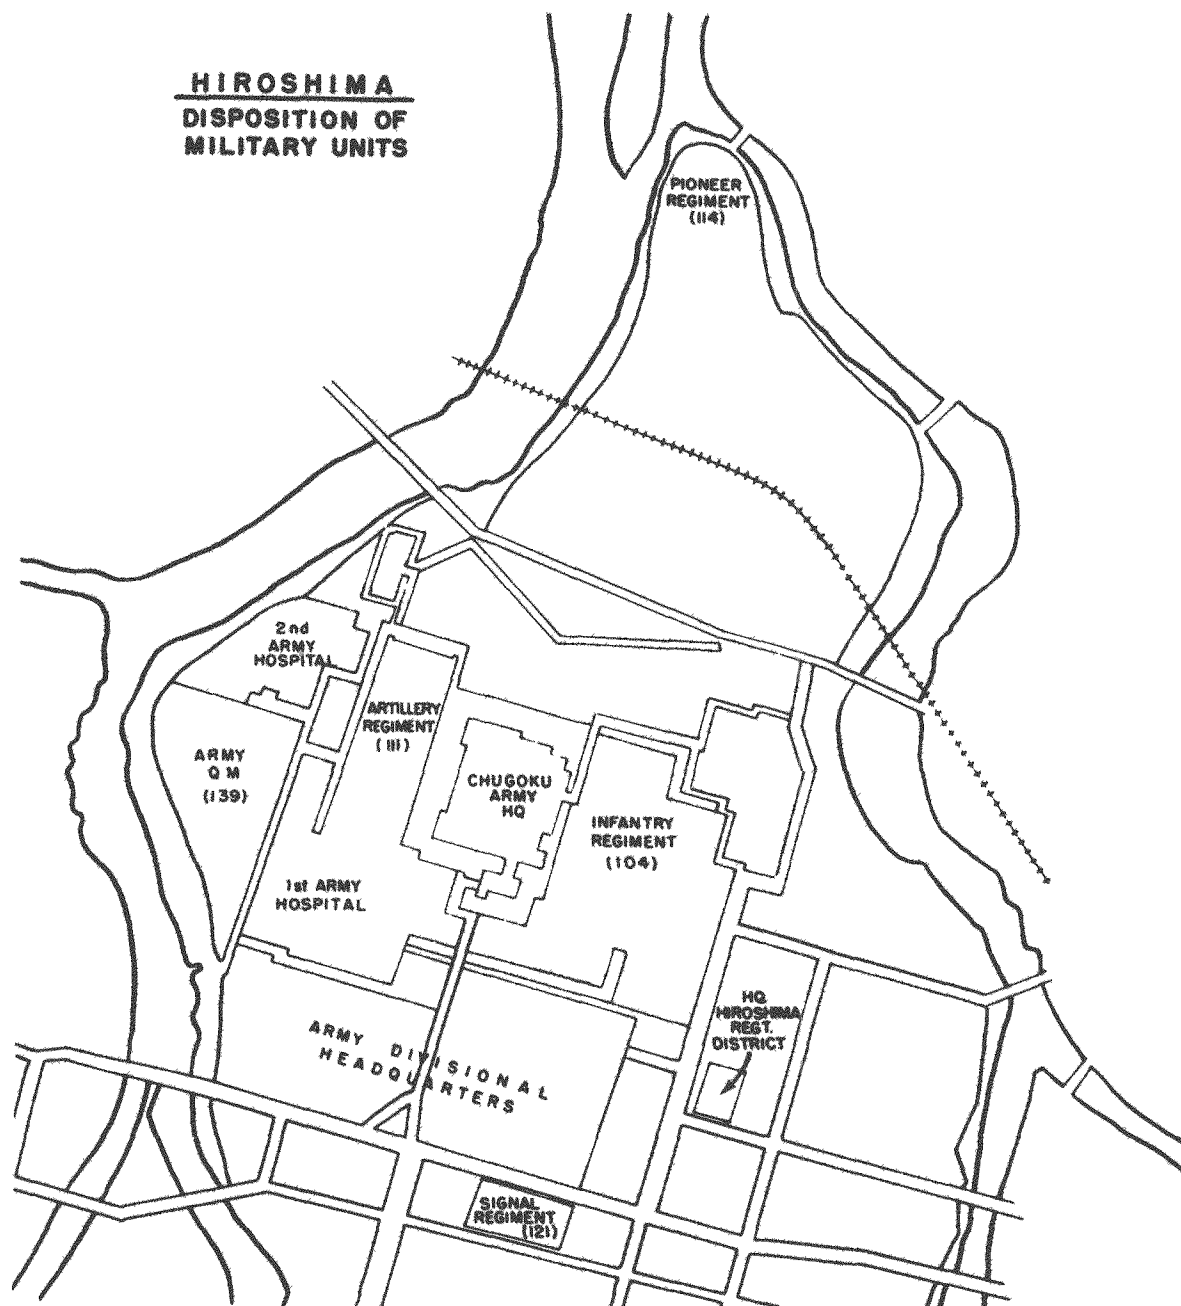 HIROSHIMA
DISPOSITION OF
MILITARY UNITS
PIONEER
REGIMENT
(114)
2nd
ARMY
HOSPITAL
ARTILLERY
REGIMENT
(111)
ARMY
QM
(139)
CHUGOKU
ARMY
HQ
INFANTRY
REGIMENT
(104)
1st ARMY
HOSPITAL
HQ.
HIROSHIMA
REGT.
DISTRICT
ARMY DIVISIONAL
HEADQUARTERS
SIGNAL
REGIMENT
(121)